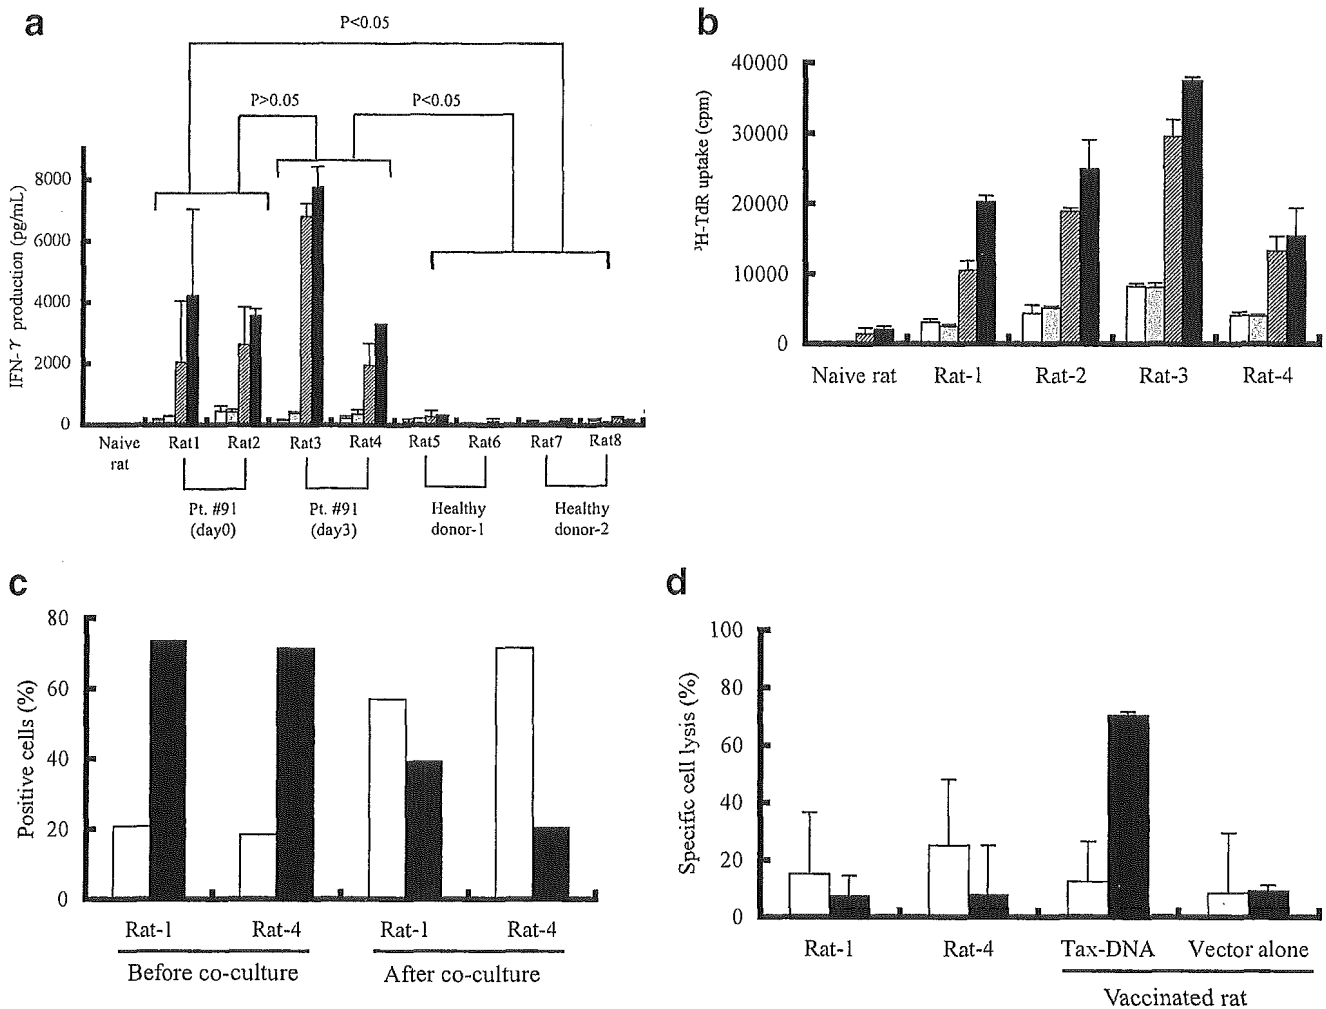 a
P<0.05
P>0.05
P<0.05
IFN-γ production (pg/mL)
8000
6000
4000
2000
0
Naive rat
Rat1
Rat2
Rat3
Rat4
Rat5
Rat6
Rat7
Rat8
Pt. #91
(day0)
Pt. #91
(day3)
Healthy
donor-1
Healthy
donor-2
b
³H-TdR uptake (cpm)
40000
30000
20000
10000
0
Naive rat
Rat-1
Rat-2
Rat-3
Rat-4
c
Positive cells (%)
80
60
40
20
0
Rat-1
Rat-4
Rat-1
Rat-4
Before co-culture
After co-culture
d
Specific cell lysis (%)
100
80
60
40
20
0
Rat-1
Rat-4
Tax-DNA
Vector alone
Vaccinated rat